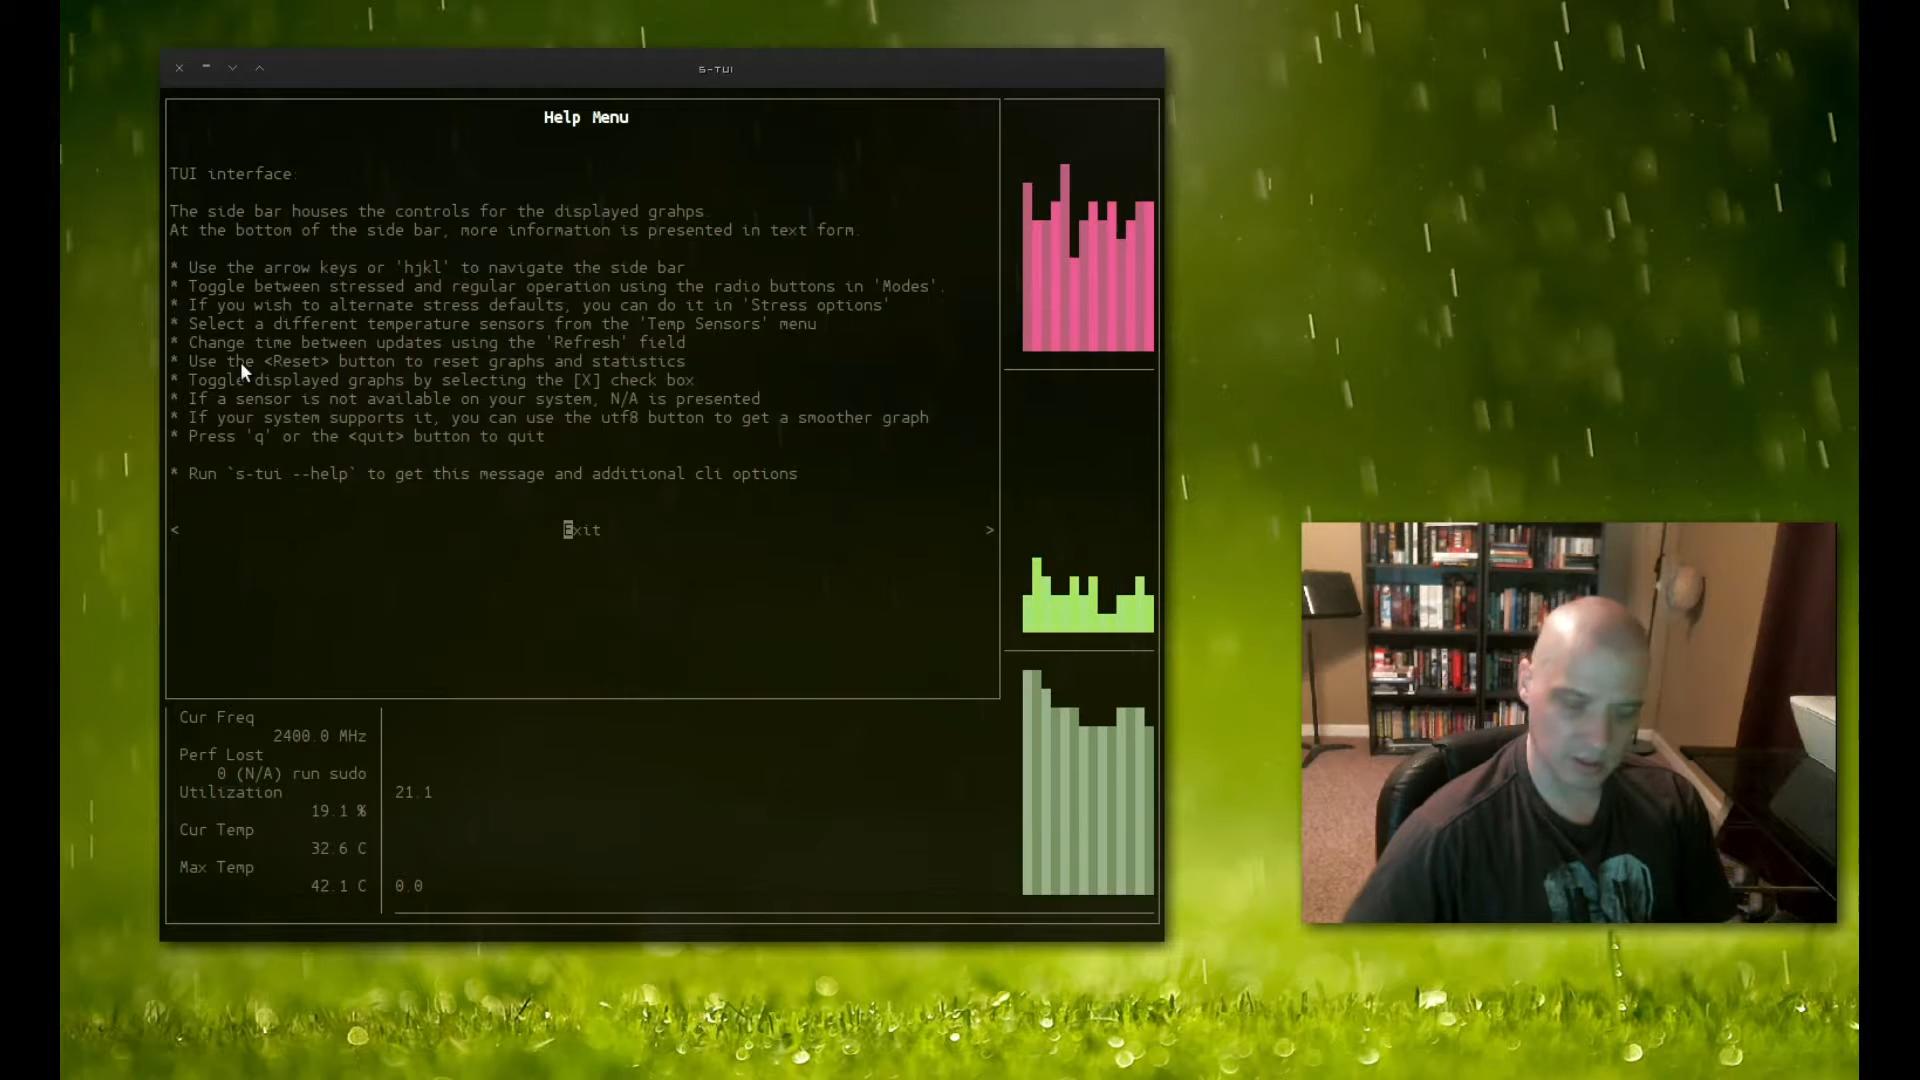 s-tui
Help Menu
TUI interface:
The side bar houses the controls for the displayed grahps
At the bottom of the side bar, more information is presented in text form.
* Use the arrow keys or 'hjkl' to navigate the side bar
* Toggle between stressed and regular operation using the radio buttons in 'Modes'.
* If you wish to alternate stress defaults, you can do it in 'Stress options'
* Select a different temperature sensors from the 'Temp Sensors' menu
* Change time between updates using the 'Refresh' field
* Use the <Reset> button to reset graphs and statistics
* Toggle displayed graphs by selecting the [X] check box
* If a sensor is not available on your system, N/A is presented
* If your system supports it, you can use the utf8 button to get a smoother graph
* Press 'q' or the <quit> button to quit
* Run `s-tui --help` to get this message and additional cli options
< Exit >
Cur Freq
2400.0 MHz
Perf Lost
0 (N/A) run sudo
Utilization 21.1
19.1 %
Cur Temp
32.6 C
Max Temp
42.1 C 0.0